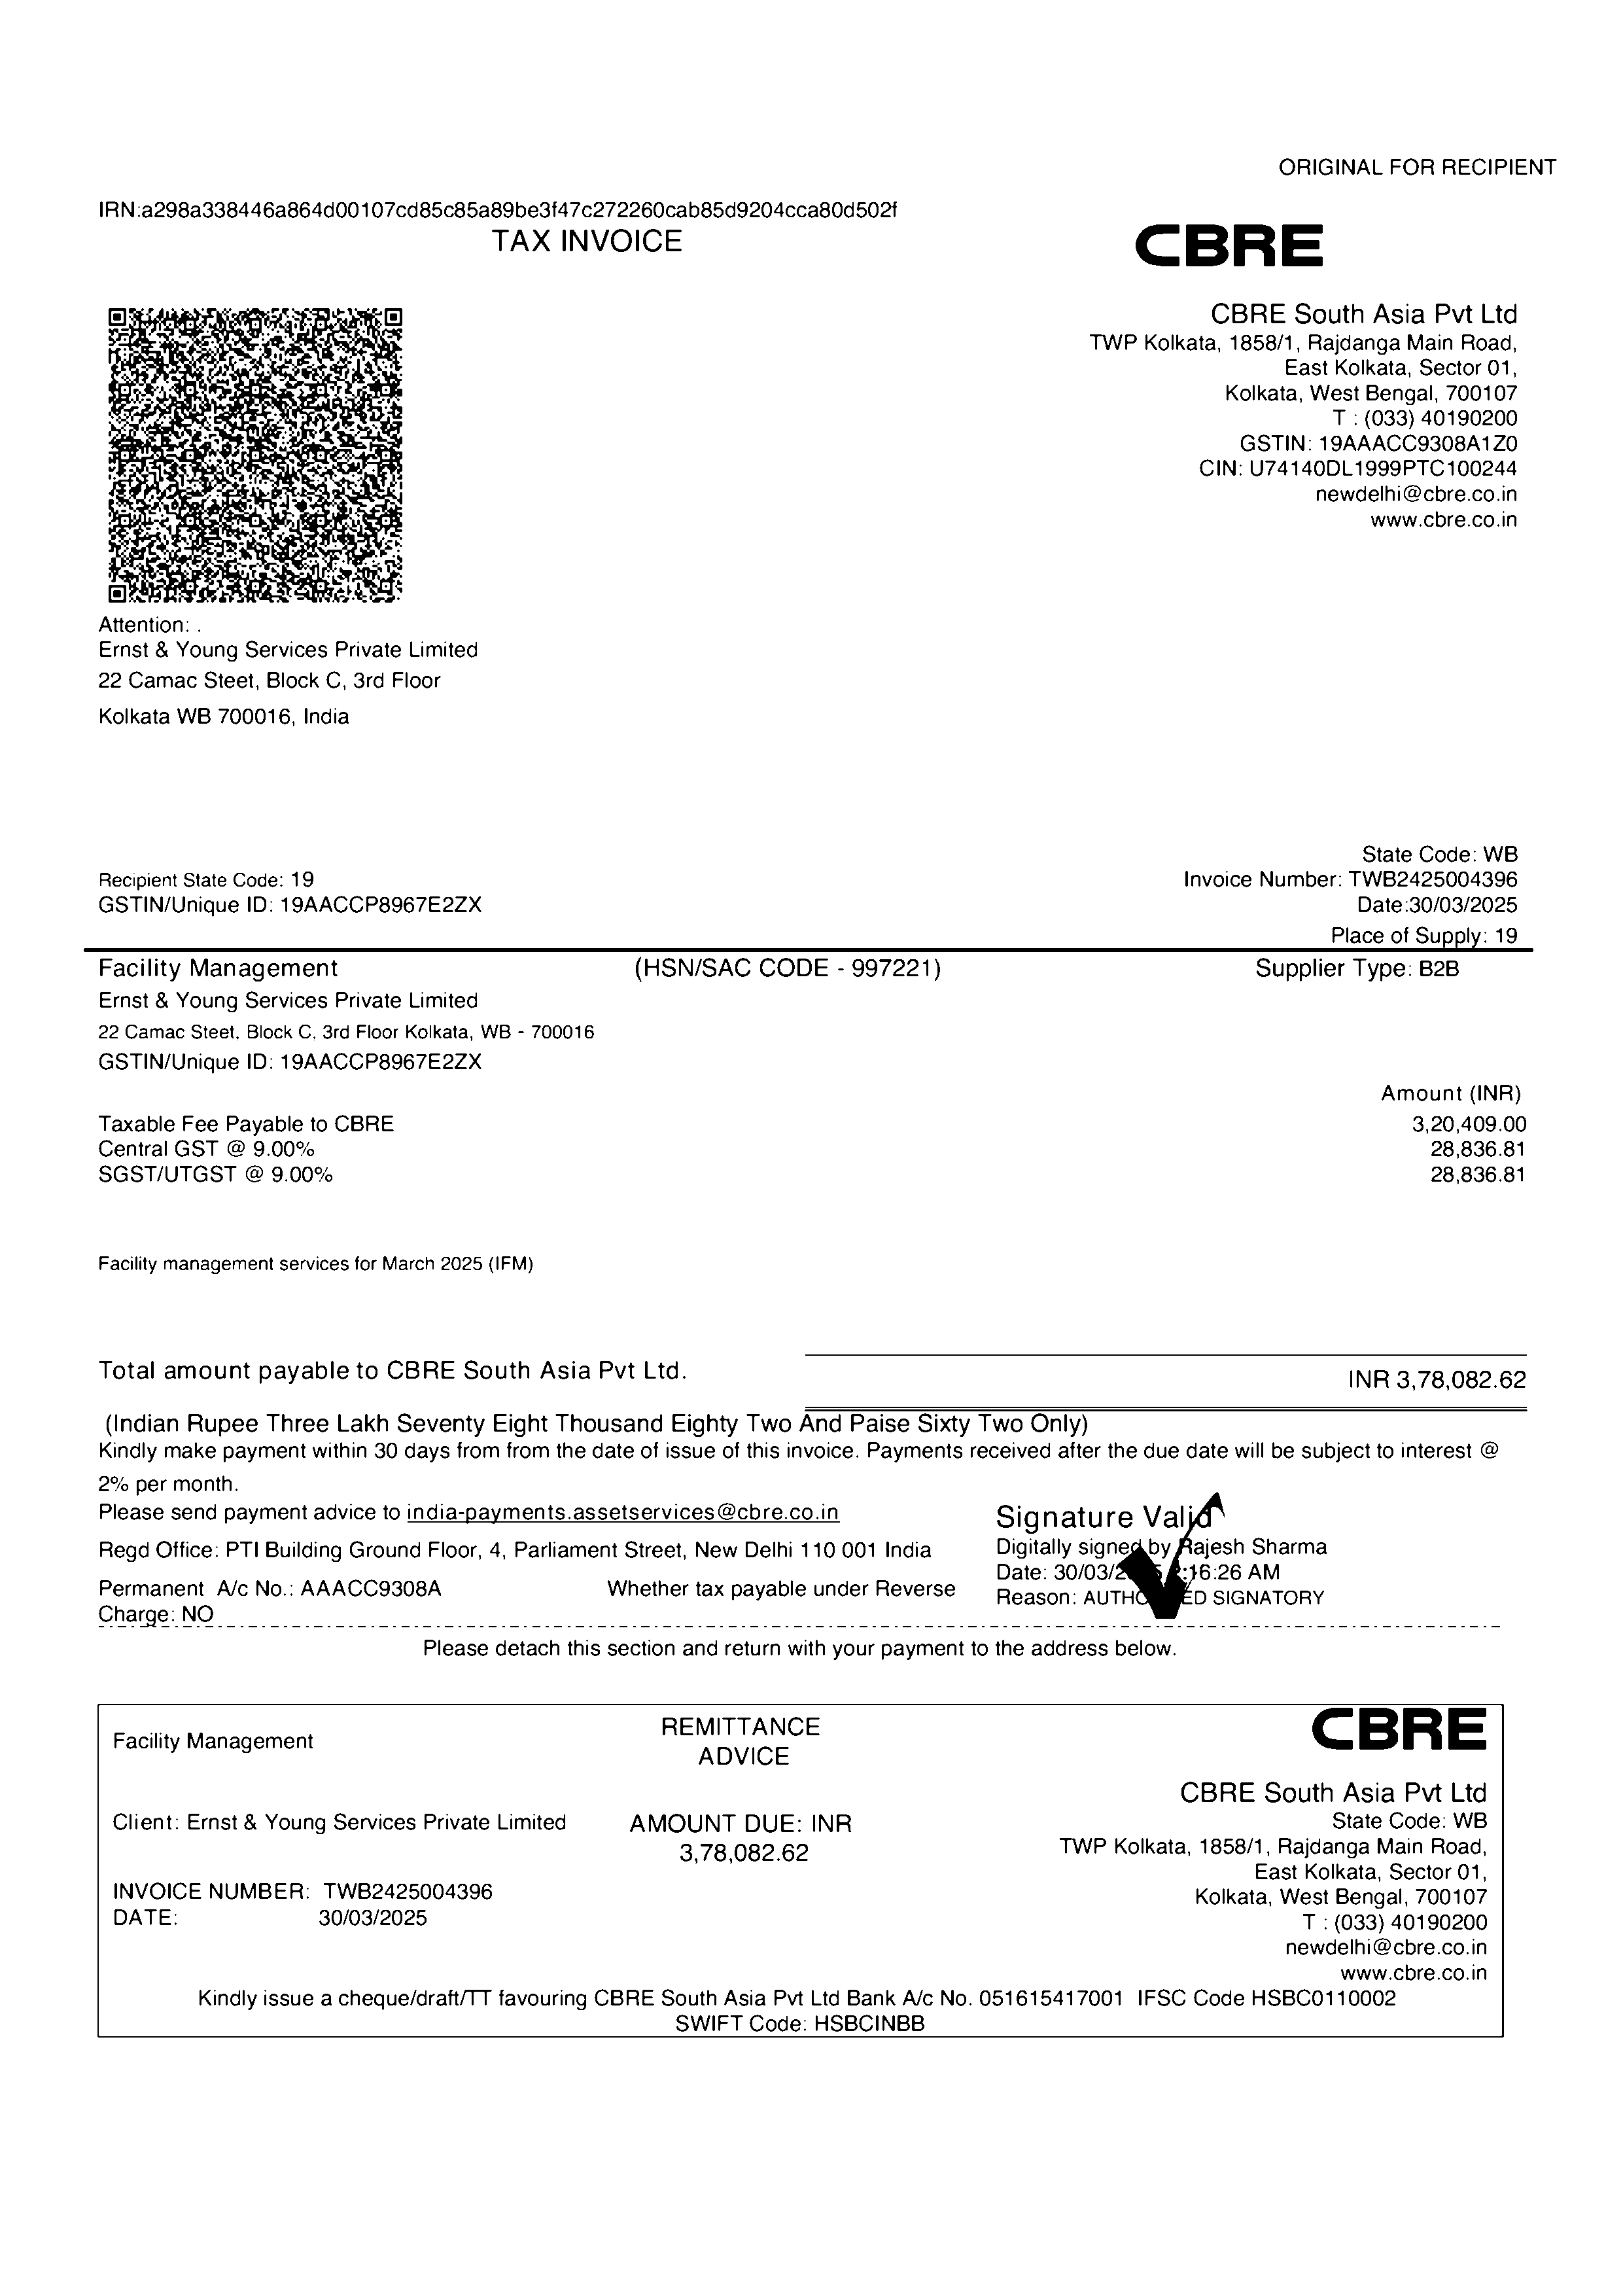 ORIGINAL FOR RECIPIENT
IRN:a298a338446a864d00107cd85c85a89be3f47c272260cab85d9204cca80d502f
TAX INVOICE
CBRE
CBRE South Asia Pvt Ltd
TWP Kolkata, 1858/1, Rajdanga Main Road,
East Kolkata, Sector 01,
Kolkata, West Bengal, 700107
T : (033) 40190200
GSTIN: 19AAACC9308A1Z0
CIN: U74140DL1999PTC100244
newdelhi@cbre.co.in
www.cbre.co.in
Attention: .
Ernst & Young Services Private Limited
22 Camac Steet, Block C, 3rd Floor
Kolkata WB 700016, India
State Code: WB
Recipient State Code: 19 Invoice Number: TWB2425004396
GSTIN/Unique ID: 19AACCP8967E2ZX Date:30/03/2025
Place of Supply: 19
Facility Management (HSN/SAC CODE - 997221) Supplier Type: B2B
Ernst & Young Services Private Limited
22 Camac Steet, Block C, 3rd Floor Kolkata, WB - 700016
GSTIN/Unique ID: 19AACCP8967E2ZX
Amount (INR)
Taxable Fee Payable to CBRE 3,20,409.00
Central GST @ 9.00% 28,836.81
SGST/UTGST @ 9.00% 28,836.81
Facility management services for March 2025 (IFM)
Total amount payable to CBRE South Asia Pvt Ltd. INR 3,78,082.62
(Indian Rupee Three Lakh Seventy Eight Thousand Eighty Two And Paise Sixty Two Only)
Kindly make payment within 30 days from from the date of issue of this invoice. Payments received after the due date will be subject to interest @
2% per month.
Please send payment advice to india-payments.assetservices@cbre.co.in
Regd Office: PTI Building Ground Floor, 4, Parliament Street, New Delhi 110 001 India
Permanent A/c No.: AAACC9308A Whether tax payable under Reverse
Charge: NO
Signature Valid
Digitally signed by Rajesh Sharma
Date: AM
Reason: SIGNATORY
Please detach this section and return with your payment to the address below.
Facility Management
REMITTANCE
ADVICE
CBRE
CBRE South Asia Pvt Ltd
Client: Ernst & Young Services Private Limited
AMOUNT DUE: INR
3,78,082.62
State Code: WB
TWP Kolkata, 1858/1, Rajdanga Main Road,
East Kolkata, Sector 01,
Kolkata, West Bengal, 700107
T : (033) 40190200
newdelhi@cbre.co.in
www.cbre.co.in
INVOICE NUMBER: TWB2425004396
DATE: 30/03/2025
Kindly issue a cheque/draft/TT favouring CBRE South Asia Pvt Ltd Bank A/c No. 051615417001 IFSC Code HSBC0110002
SWIFT Code: HSBCINBB